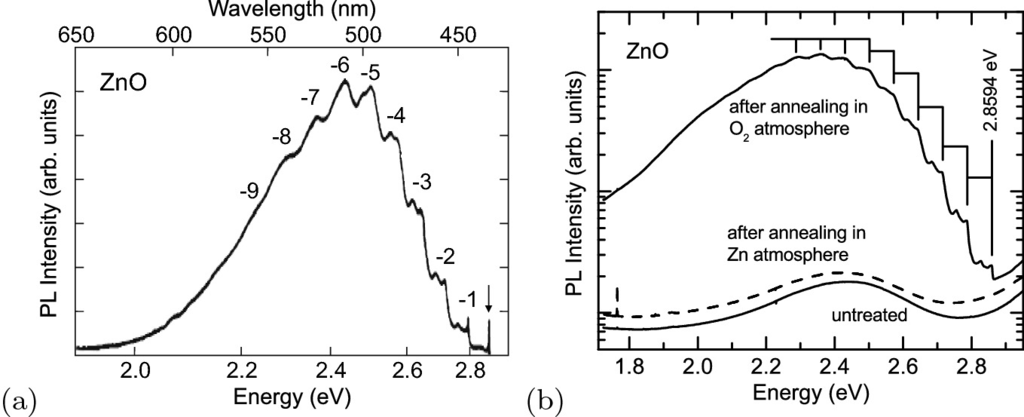 Wavelength (nm)
650 600 550 500 450
ZnO
-6
-5
-7
-4
-8
-3
-9
-2
-1
PL Intensity (arb. units)
2.0 2.2 2.4 2.6 2.8
Energy (eV)
(a)
ZnO
2.8594 eV
after annealing in
O2 atmosphere
after annealing in
Zn atmosphere
untreated
PL Intensity (arb. units)
1.8 2.0 2.2 2.4 2.6 2.8
Energy (eV)
(b)